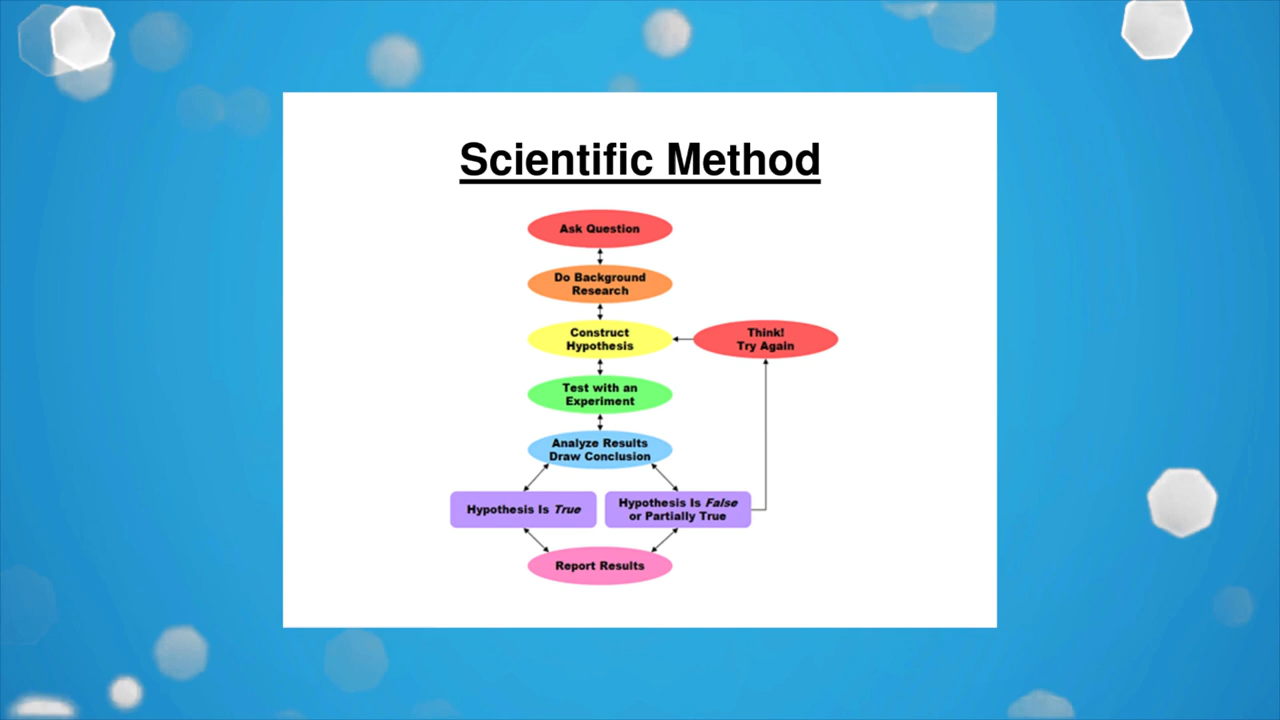 Scientific Method
Ask Question
Do Background
Research
Construct
Hypothesis
Think!
Try Again
Test with an
Experiment
Analyze Results
Draw Conclusion
Hypothesis Is True
Hypothesis Is False
or Partially True
Report Results